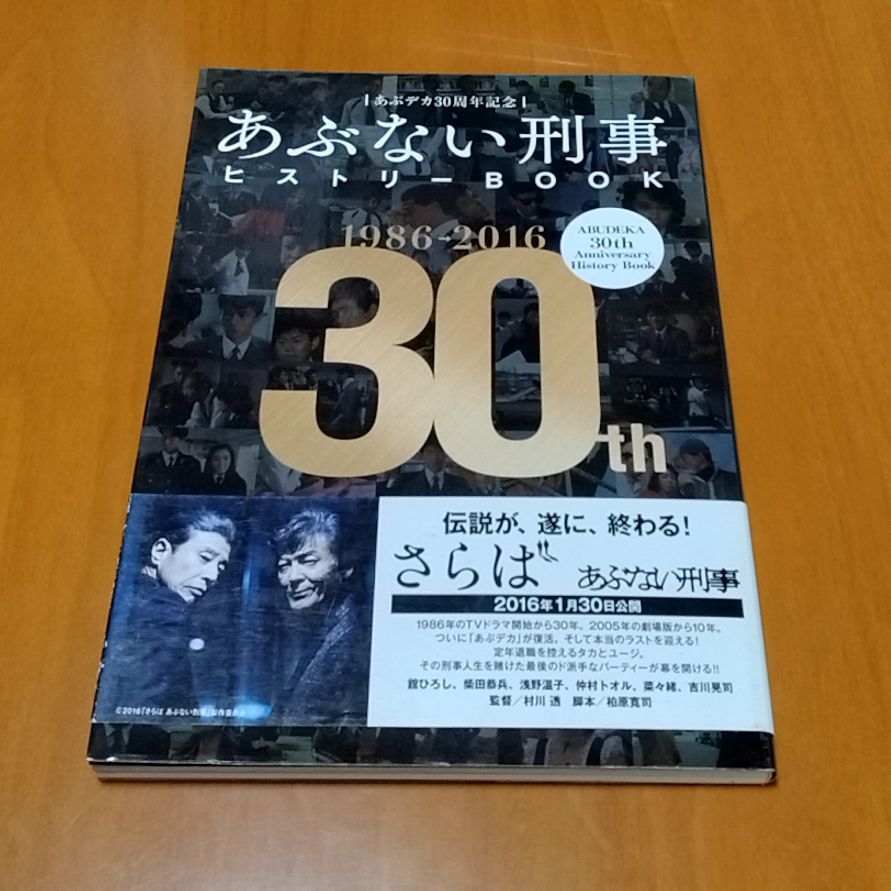 あぶデカ30周年記念
あぶない刑事
ヒストリーBOOK
1986→2016
ABUDEKA
30th
Anniversary
History Book
30th
伝説が、遂に、終わる!
さらば
あぶない刑事
2016年1月30日公開
1986年のTVドラマ開始から30年。2005年の劇場版から10年。
ついに「あぶデカ」が復活。そして本当のラストを迎える!
定年退職を控えるタカとユージ。
その刑事人生を賭けた最後のド派手なパーティーが幕を開ける!!
舘ひろし、柴田恭兵、浅野温子、仲村トオル、菜々緒、吉川晃司
監督/村川 透 脚本/柏原寛司
©2016「さらば あぶない刑事」製作委員会